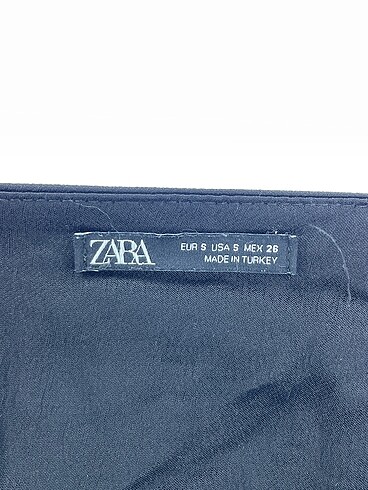 ZARA
EUR S USA S MEX 26
MADE IN TURKEY